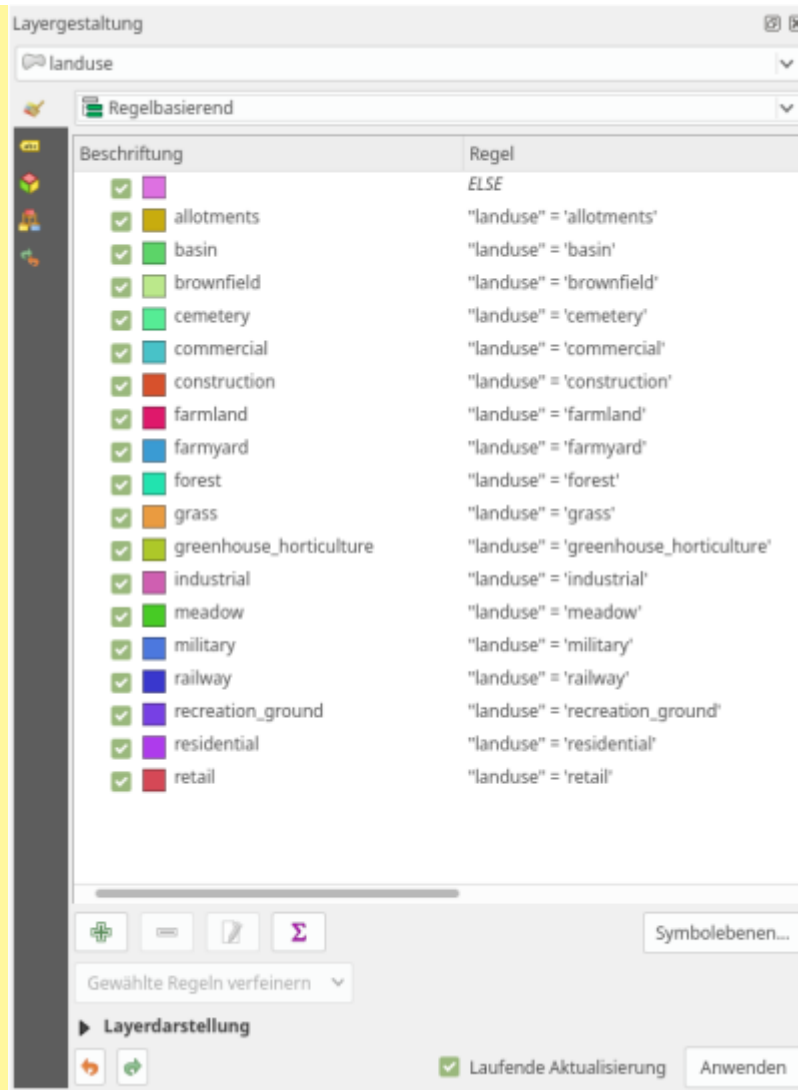 Layergestaltung
landuse
Regelbasierend
Beschriftung Regel
ELSE
allotments "landuse" = 'allotments'
basin "landuse" = 'basin'
brownfield "landuse" = 'brownfield'
cemetery "landuse" = 'cemetery'
commercial "landuse" = 'commercial'
construction "landuse" = 'construction'
farmland "landuse" = 'farmland'
farmyard "landuse" = 'farmyard'
forest "landuse" = 'forest'
grass "landuse" = 'grass'
greenhouse_horticulture "landuse" = 'greenhouse_horticulture'
industrial "landuse" = 'industrial'
meadow "landuse" = 'meadow'
military "landuse" = 'military'
railway "landuse" = 'railway'
recreation_ground "landuse" = 'recreation_ground'
residential "landuse" = 'residential'
retail "landuse" = 'retail'
Σ Symbolebenen...
Gewählte Regeln verfeinern
Layerdarstellung
Laufende Aktualisierung Anwenden